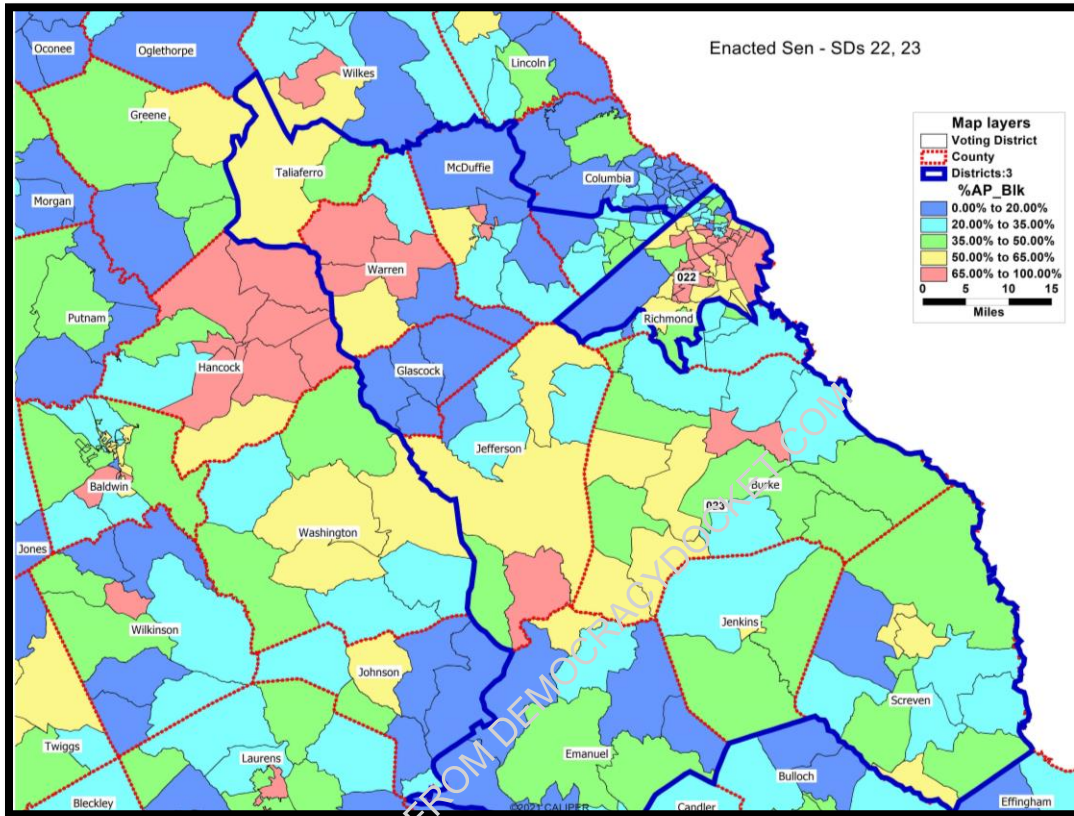 Enacted Sen - SDs 22, 23
Oconee
Oglethorpe
Wilkes
Lincoln
Greene
Map layers
Voting District
County
Districts:3
%AP_Blk
0.00% to 20.00%
20.00% to 35.00%
35.00% to 50.00%
50.00% to 65.00%
65.00% to 100.00%
0 5 10 15
Miles
Taliaferro
McDuffie
Columbia
Morgan
Warren
022
Putnam
Richmond
Hancock
Glascock
Jefferson
Baldwin
Burke
023
Washington
Jones
Jenkins
Wilkinson
Johnson
Screven
Twiggs
Laurens
Emanuel
Bulloch
Bleckley
Candler
Effingham
©2021 CALIPER
FROM DEMOCRACYDOCKET.COM